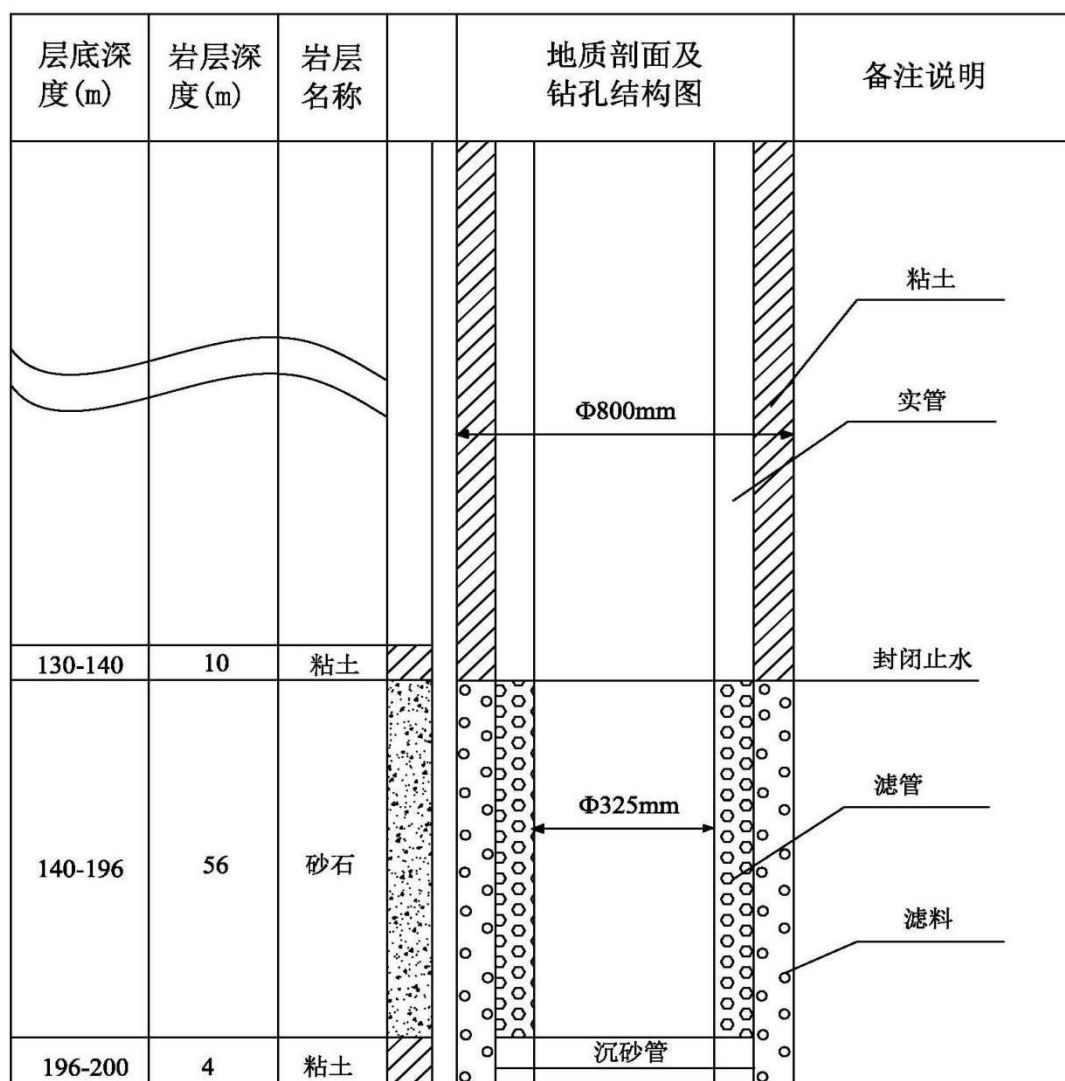 层底深
度(m)
岩层深
度(m)
岩层
名称
地质剖面及
钻孔结构图
备注说明
粘土
Φ800mm
实管
130-140
10
粘土
封闭止水
Φ325mm
滤管
140-196
56
砂石
滤料
沉砂管
196-200
4
粘土